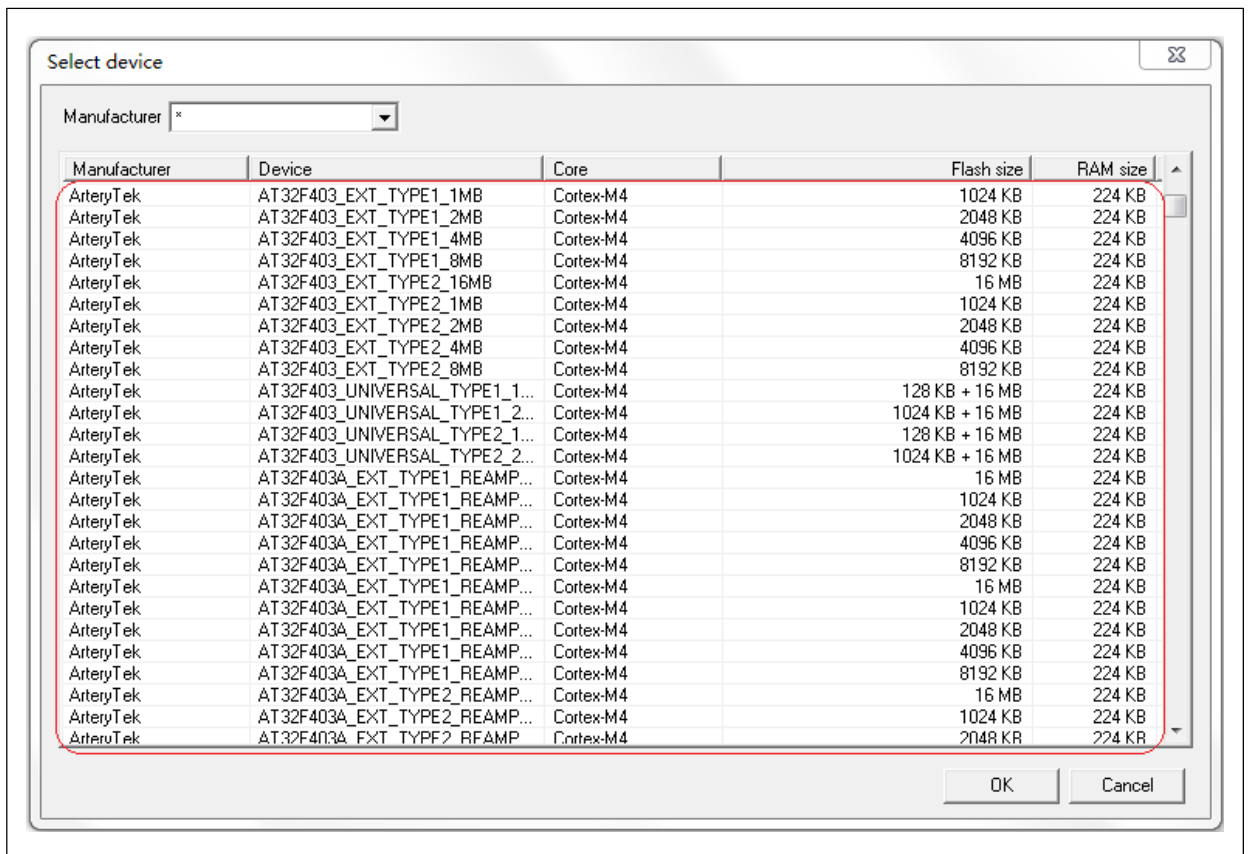 Select device
Manufacturer *
Manufacturer Device Core Flash size RAM size
ArteryTek AT32F403_EXT_TYPE1_1MB Cortex-M4 1024 KB 224 KB
ArteryTek AT32F403_EXT_TYPE1_2MB Cortex-M4 2048 KB 224 KB
ArteryTek AT32F403_EXT_TYPE1_4MB Cortex-M4 4096 KB 224 KB
ArteryTek AT32F403_EXT_TYPE1_8MB Cortex-M4 8192 KB 224 KB
ArteryTek AT32F403_EXT_TYPE2_16MB Cortex-M4 16 MB 224 KB
ArteryTek AT32F403_EXT_TYPE2_1MB Cortex-M4 1024 KB 224 KB
ArteryTek AT32F403_EXT_TYPE2_2MB Cortex-M4 2048 KB 224 KB
ArteryTek AT32F403_EXT_TYPE2_4MB Cortex-M4 4096 KB 224 KB
ArteryTek AT32F403_EXT_TYPE2_8MB Cortex-M4 8192 KB 224 KB
ArteryTek AT32F403_UNIVERSAL_TYPE1_1... Cortex-M4 128 KB + 16 MB 224 KB
ArteryTek AT32F403_UNIVERSAL_TYPE1_2... Cortex-M4 1024 KB + 16 MB 224 KB
ArteryTek AT32F403_UNIVERSAL_TYPE2_1... Cortex-M4 128 KB + 16 MB 224 KB
ArteryTek AT32F403_UNIVERSAL_TYPE2_2... Cortex-M4 1024 KB + 16 MB 224 KB
ArteryTek AT32F403A_EXT_TYPE1_REAMP... Cortex-M4 16 MB 224 KB
ArteryTek AT32F403A_EXT_TYPE1_REAMP... Cortex-M4 1024 KB 224 KB
ArteryTek AT32F403A_EXT_TYPE1_REAMP... Cortex-M4 2048 KB 224 KB
ArteryTek AT32F403A_EXT_TYPE1_REAMP... Cortex-M4 4096 KB 224 KB
ArteryTek AT32F403A_EXT_TYPE1_REAMP... Cortex-M4 8192 KB 224 KB
ArteryTek AT32F403A_EXT_TYPE1_REAMP... Cortex-M4 16 MB 224 KB
ArteryTek AT32F403A_EXT_TYPE1_REAMP... Cortex-M4 1024 KB 224 KB
ArteryTek AT32F403A_EXT_TYPE1_REAMP... Cortex-M4 2048 KB 224 KB
ArteryTek AT32F403A_EXT_TYPE1_REAMP... Cortex-M4 4096 KB 224 KB
ArteryTek AT32F403A_EXT_TYPE1_REAMP... Cortex-M4 8192 KB 224 KB
ArteryTek AT32F403A_EXT_TYPE2_REAMP... Cortex-M4 16 MB 224 KB
ArteryTek AT32F403A_EXT_TYPE2_REAMP... Cortex-M4 1024 KB 224 KB
ArteryTek AT32F403A_EXT_TYPE2_REAMP Cortex-M4 2048 KB 224 KB
OK Cancel